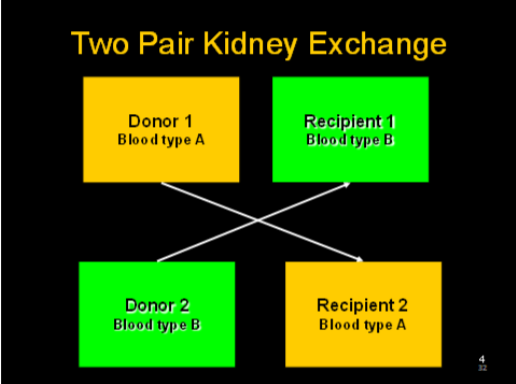 Two Pair Kidney Exchange
Donor 1
Blood type A
Recipient 1
Blood type B
Donor 2
Blood type B
Recipient 2
Blood type A
4
32